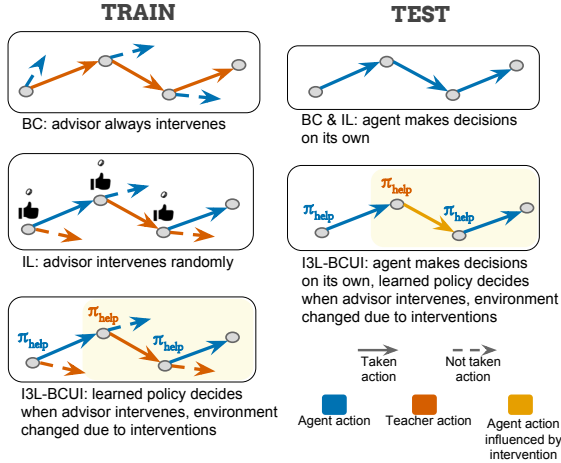 TRAIN
BC: advisor always intervenes
IL: advisor intervenes randomly
πhelp
πhelp
πhelp
I3L-BCUI: learned policy decides
when advisor intervenes, environment
changed due to interventions
TEST
BC & IL: agent makes decisions
on its own
πhelp
πhelp
πhelp
I3L-BCUI: agent makes decisions
on its own, learned policy decides
when advisor intervenes, environment
changed due to interventions
Taken
action
Not taken
action
Agent action
Teacher action
Agent action
influenced by
intervention